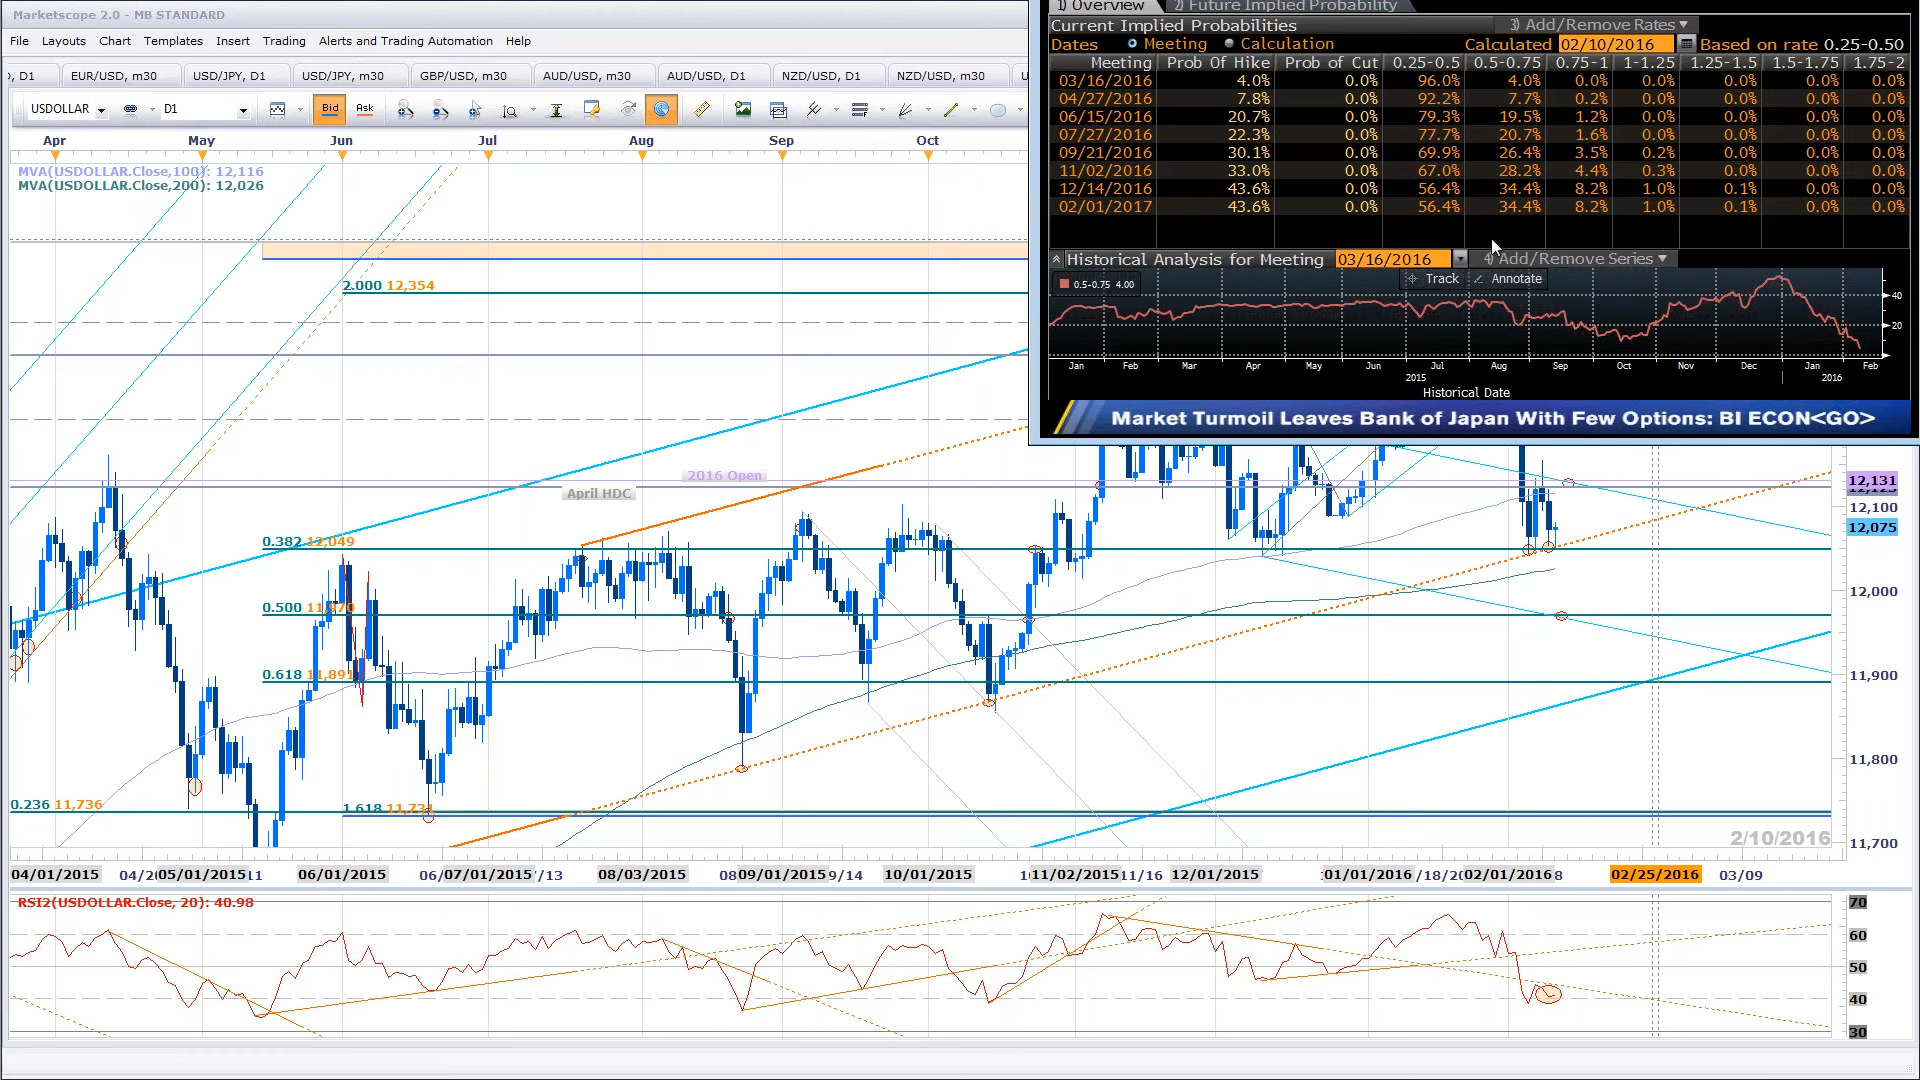 Marketscope 2.0 - MB STANDARD
File Layouts Chart Templates Insert Trading Alerts and Trading Automation Help
, D1 EUR/USD, m30 USD/JPY, D1 USD/JPY, m30 GBP/USD, m30 AUD/USD, m30 AUD/USD, D1 NZD/USD, D1 NZD/USD, m30
USDOLLAR D1 Bid Ask
Apr May Jun Jul Aug Sep Oct
MVA(USDOLLAR.Close,100): 12,116
MVA(USDOLLAR.Close,200): 12,026
1) Overview 2) Future Implied Probability
Current Implied Probabilities 3) Add/Remove Rates
Dates Meeting Calculation Calculated 02/10/2016 Based on rate 0.25-0.50
Meeting Prob Of Hike Prob of Cut 0.25-0.5 0.5-0.75 0.75-1 1-1.25 1.25-1.5 1.5-1.75 1.75-2
03/16/2016 4.0% 0.0% 96.0% 4.0% 0.0% 0.0% 0.0% 0.0% 0.0%
04/27/2016 7.8% 0.0% 92.2% 7.7% 0.2% 0.0% 0.0% 0.0% 0.0%
06/15/2016 20.7% 0.0% 79.3% 19.5% 1.2% 0.0% 0.0% 0.0% 0.0%
07/27/2016 22.3% 0.0% 77.7% 20.7% 1.6% 0.0% 0.0% 0.0% 0.0%
09/21/2016 30.1% 0.0% 69.9% 26.4% 3.5% 0.2% 0.0% 0.0% 0.0%
11/02/2016 33.0% 0.0% 67.0% 28.2% 4.4% 0.3% 0.0% 0.0% 0.0%
12/14/2016 43.6% 0.0% 56.4% 34.4% 8.2% 1.0% 0.1% 0.0% 0.0%
02/01/2017 43.6% 0.0% 56.4% 34.4% 8.2% 1.0% 0.1% 0.0% 0.0%
Historical Analysis for Meeting 03/16/2016 4) Add/Remove Series
0.5-0.75 4.00 Track Annotate
40
20
Jan Feb Mar Apr May Jun Jul Aug Sep Oct Nov Dec Jan Feb
2015 2016
Historical Date
Market Turmoil Leaves Bank of Japan With Few Options: BI ECON<GO>
2.000 12,354
2016 Open
April HDC
0.382 12,049
0.500 11,970
0.618 11,891
0.236 11,736
1.618 11,731
12,131
12,100
12,075
12,000
11,900
11,800
11,700
2/10/2016
04/01/2015 04/2 05/01/2015 11 06/01/2015 06/ 07/01/2015 /13 08/03/2015 08 09/01/2015 9/14 10/01/2015 11/02/2015 11/16 12/01/2015 01/01/2016 /18/20 02/01/2016 8 02/25/2016 03/09
RSI2(USDOLLAR.Close, 20): 40.98
70
60
50
40
30